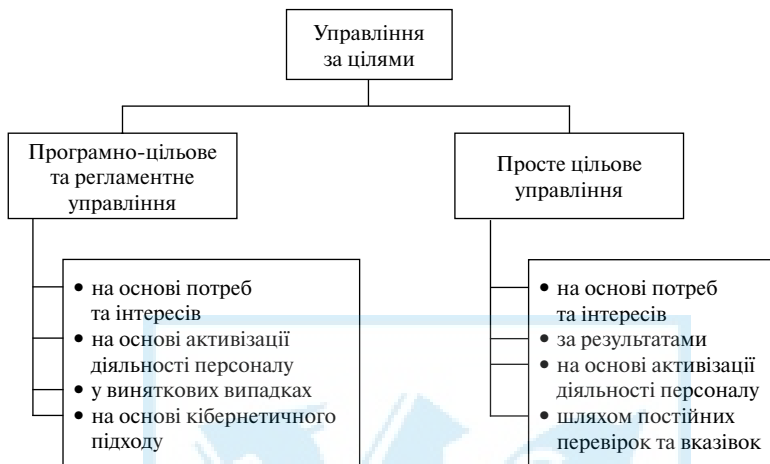 Управління
за цілями
Програмно-цільове
та регламентне
управління
Просте цільове
управління
• на основі потреб
та інтересів
• на основі активізації
діяльності персоналу
• у виняткових випадках
• на основі кібернетичного
підходу
• на основі потреб
та інтересів
• за результатами
• на основі активізації
діяльності персоналу
• шляхом постійних
перевірок та вказівок